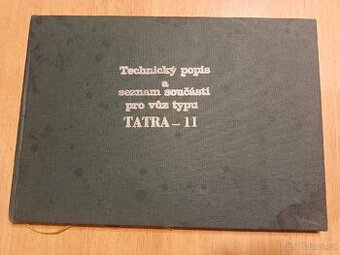 Technický popis
a
seznam součástí
pro vůz typu
TATRA – 11